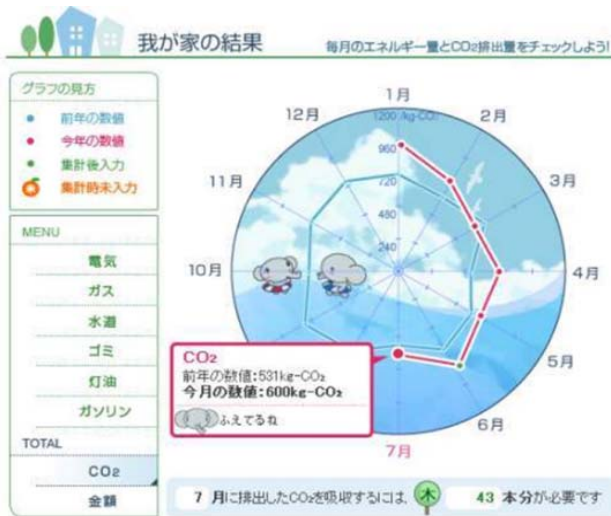 我が家の結果
毎月のエネルギー量とCO₂排出量をチェックしよう!
グラフの見方
前年の数値
今年の数値
集計後入力
集計時未入力
MENU
電気
ガス
水道
ゴミ
灯油
ガソリン
TOTAL
CO₂
金額
1月
2月
3月
4月
5月
6月
7月
10月
11月
12月
1200/kg-CO₂
960
720
480
240
CO₂
前年の数値:531kg-CO₂
今月の数値:600kg-CO₂
ふえてるね
7 月に排出したCO₂を吸収するには、 木 43 本分が必要です